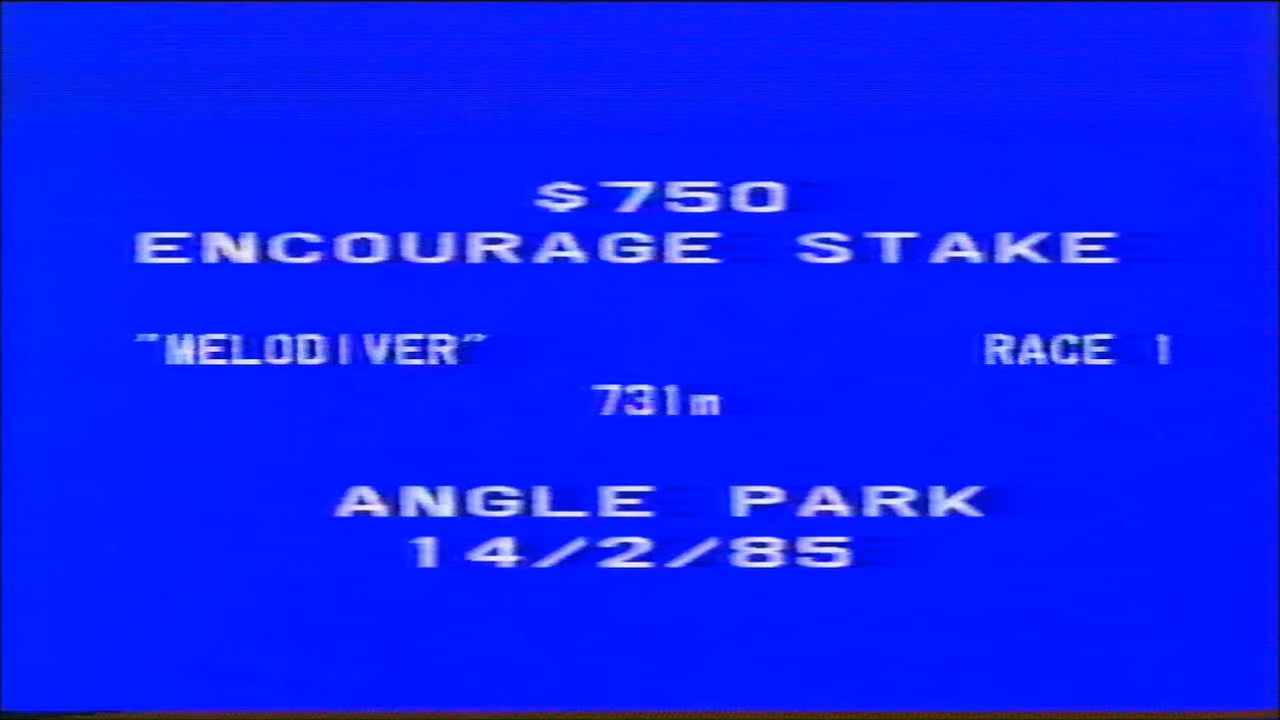 $750
ENCOURAGE STAKE
"MELODIVER" RACE 1
731m
ANGLE PARK
14/2/85